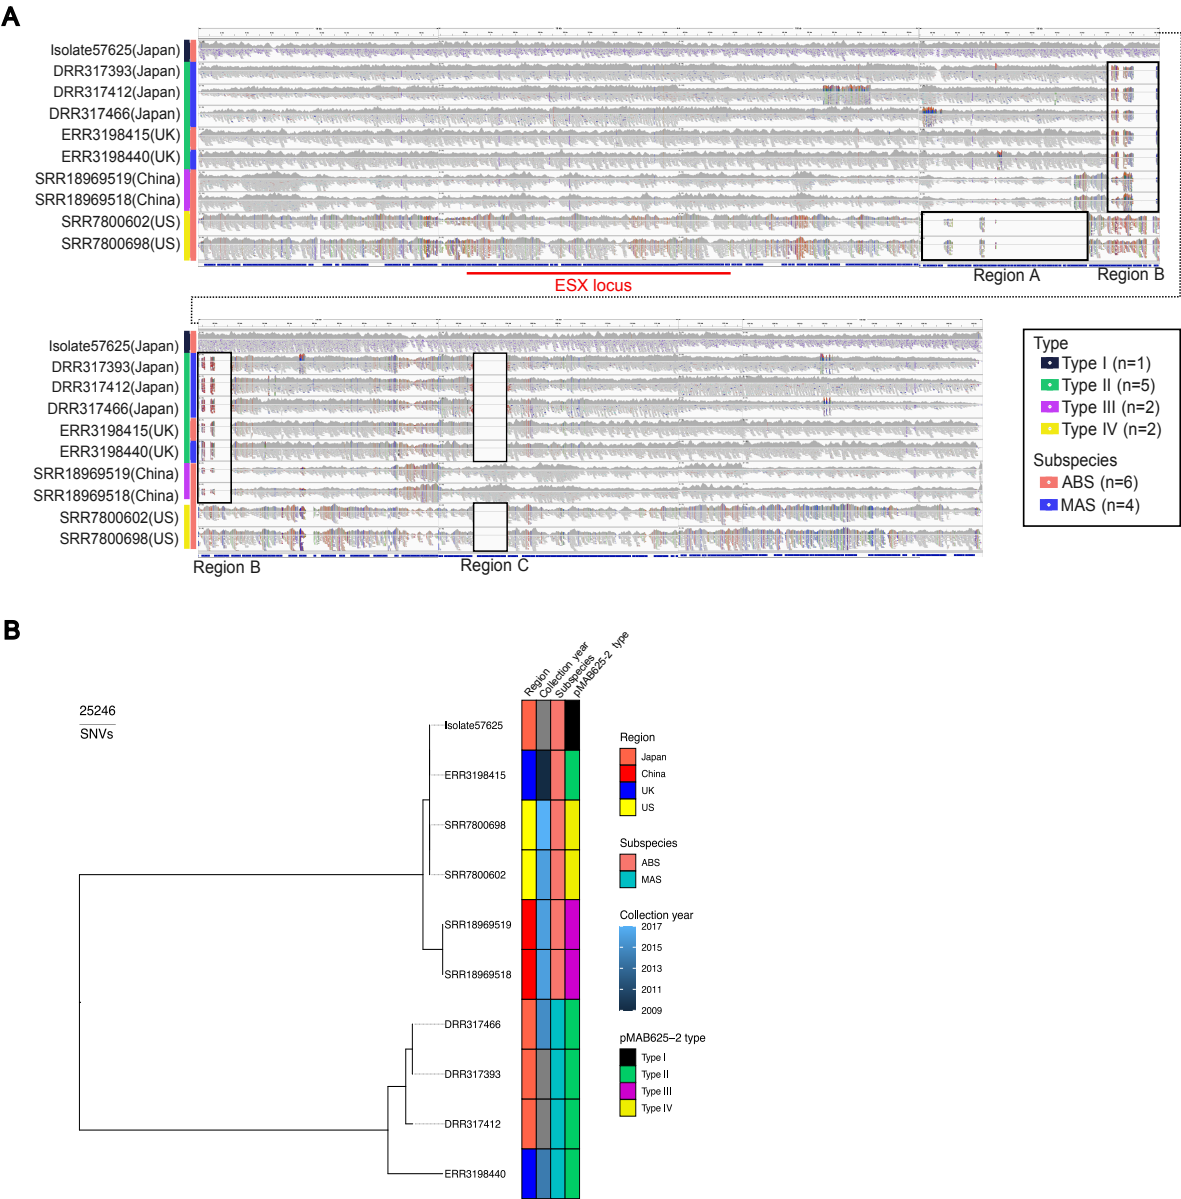 A
Isolate57625(Japan)
DRR317393(Japan)
DRR317412(Japan)
DRR317466(Japan)
ERR3198415(UK)
ERR3198440(UK)
SRR18969519(China)
SRR18969518(China)
SRR7800602(US)
SRR7800698(US)
ESX locus
Region A
Region B
Isolate57625(Japan)
DRR317393(Japan)
DRR317412(Japan)
DRR317466(Japan)
ERR3198415(UK)
ERR3198440(UK)
SRR18969519(China)
SRR18969518(China)
SRR7800602(US)
SRR7800698(US)
Region B
Region C
Type
Type I (n=1)
Type II (n=5)
Type III (n=2)
Type IV (n=2)
Subspecies
ABS (n=6)
MAS (n=4)
B
25246
SNVs
Region
Collection year
Subspecies
pMAB625-2 type
Isolate57625
ERR3198415
SRR7800698
SRR7800602
SRR18969519
SRR18969518
DRR317466
DRR317393
DRR317412
ERR3198440
Region
Japan
China
UK
US
Subspecies
ABS
MAS
Collection year
2017
2015
2013
2011
2009
pMAB625−2 type
Type I
Type II
Type III
Type IV